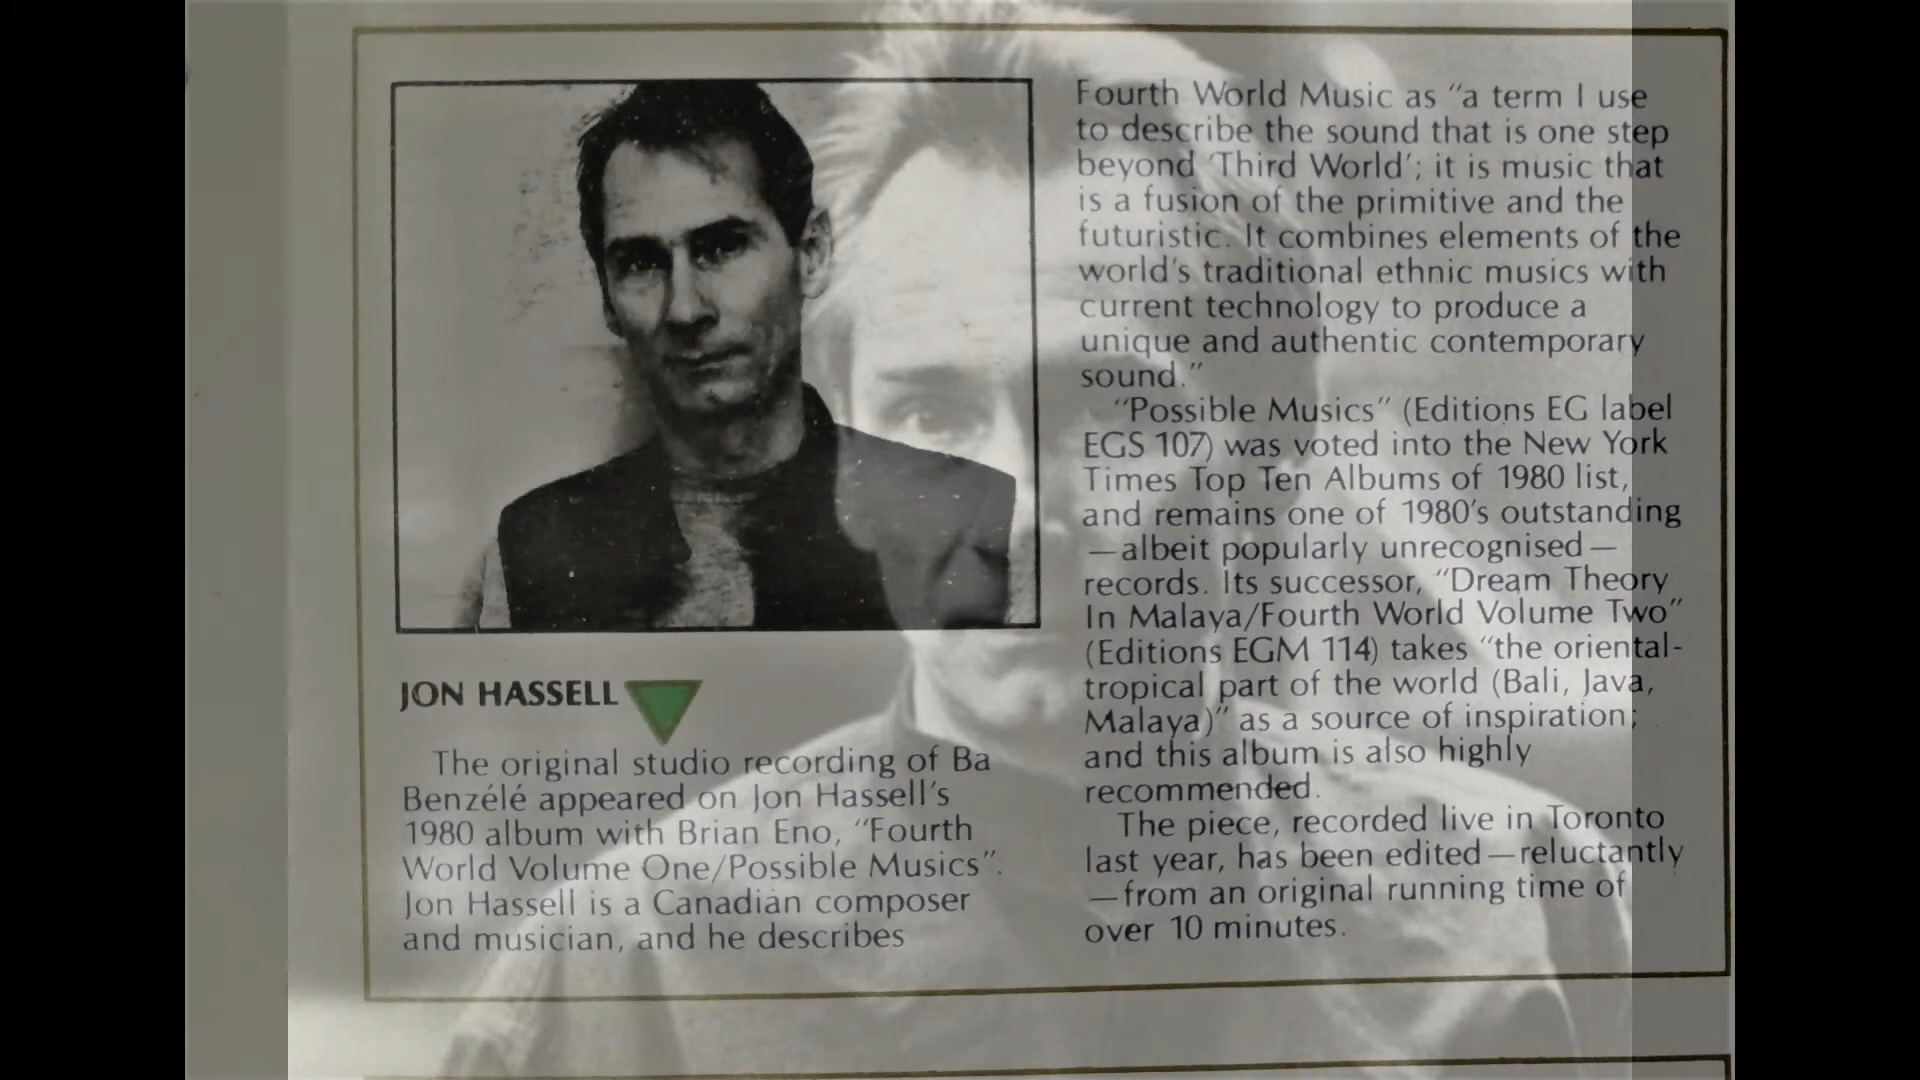 JON HASSELL
The original studio recording of Ba
Benzélé appeared on Jon Hassell's
1980 album with Brian Eno, "Fourth
World Volume One/Possible Musics".
Jon Hassell is a Canadian composer
and musician, and he describes
Fourth World Music as "a term I use
to describe the sound that is one step
beyond 'Third World'; it is music that
is a fusion of the primitive and the
futuristic. It combines elements of the
world's traditional ethnic musics with
current technology to produce a
unique and authentic contemporary
sound."
"Possible Musics" (Editions EG label
EGS 107) was voted into the New York
Times Top Ten Albums of 1980 list,
and remains one of 1980's outstanding
—albeit popularly unrecognised—
records. Its successor, "Dream Theory
In Malaya/Fourth World Volume Two"
(Editions EGM 114) takes "the oriental-
tropical part of the world (Bali, Java,
Malaya)" as a source of inspiration;
and this album is also highly
recommended.
The piece, recorded live in Toronto
last year, has been edited—reluctantly
—from an original running time of
over 10 minutes.